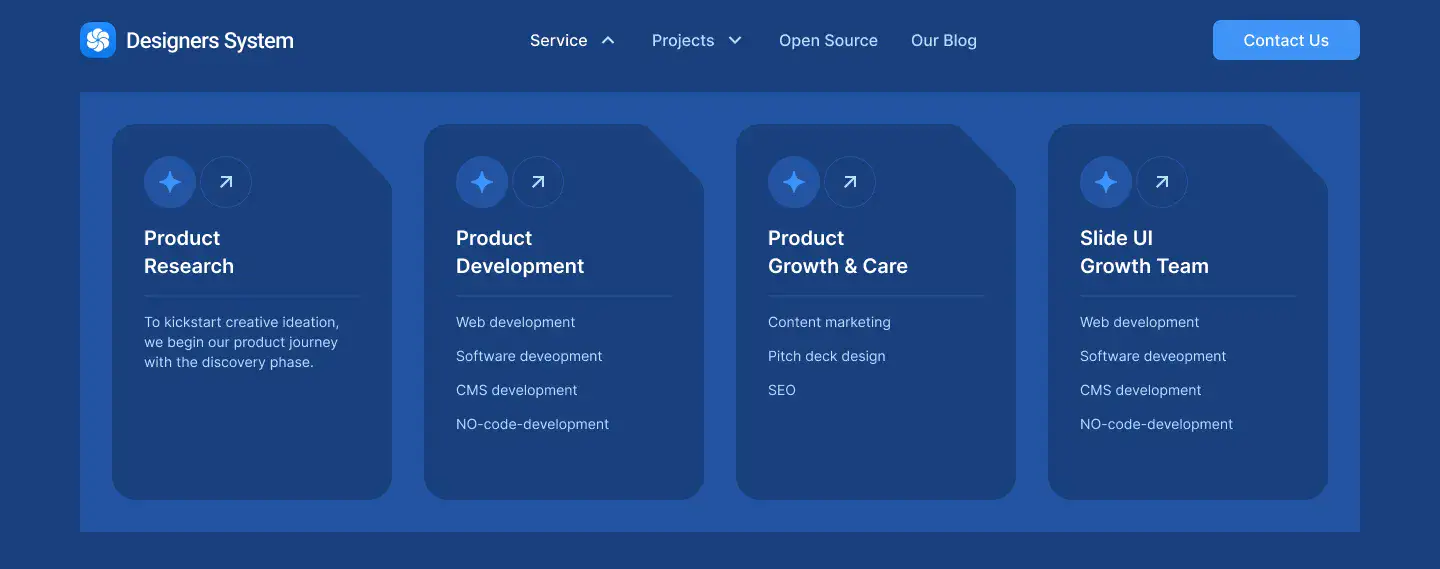 Designers System
Service
Projects
Open Source
Our Blog
Contact Us
Product
Research
To kickstart creative ideation,
we begin our product journey
with the discovery phase.
Product
Development
Web development
Software deveopment
CMS development
NO-code-development
Product
Growth & Care
Content marketing
Pitch deck design
SEO
Slide UI
Growth Team
Web development
Software deveopment
CMS development
NO-code-development